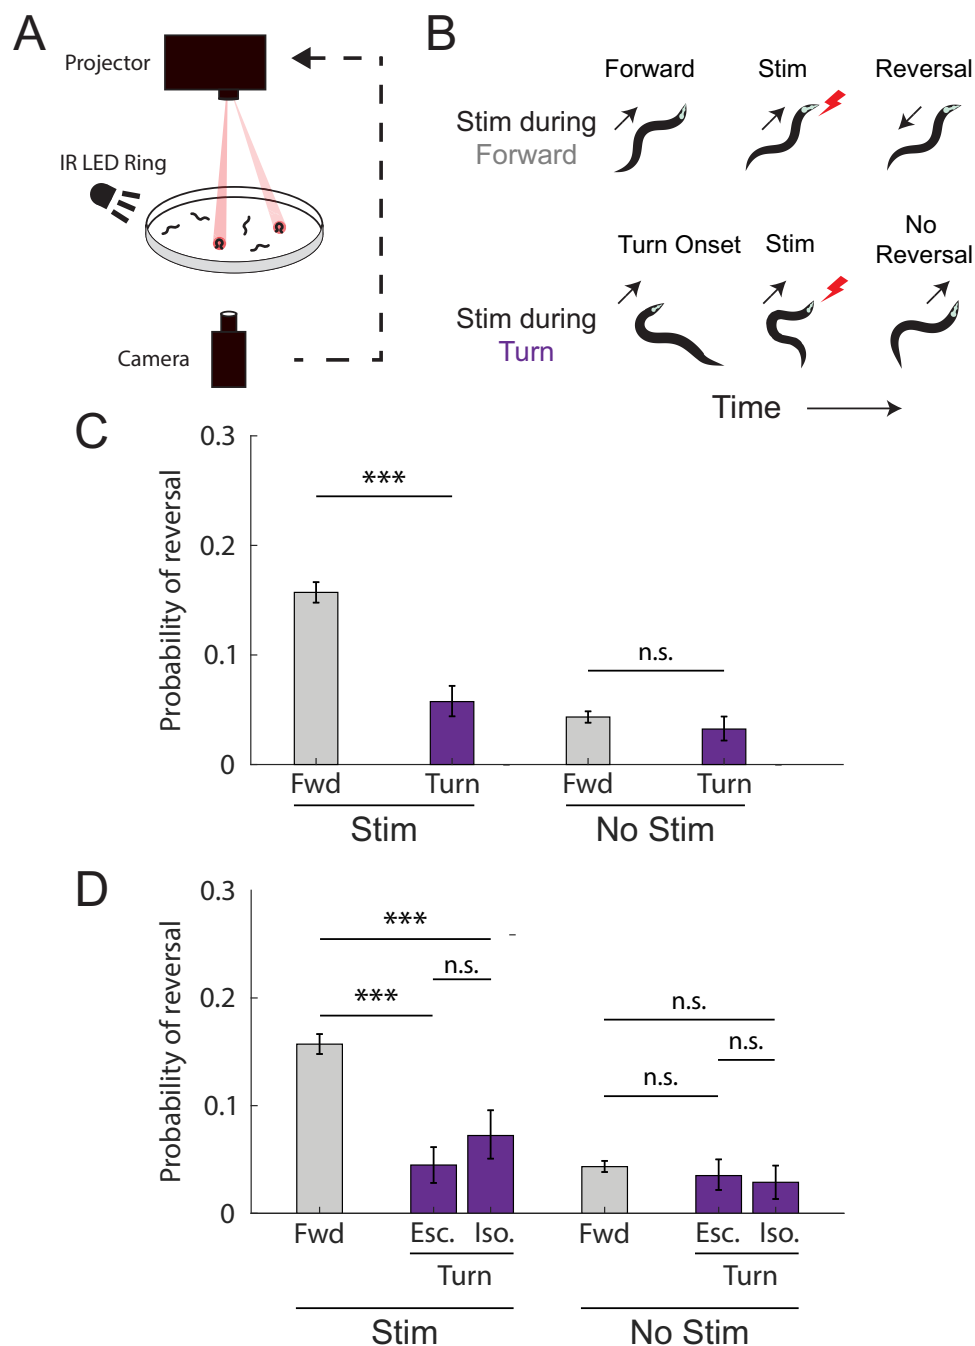 A
Projector
IR LED Ring
Camera
B
Forward
Stim
Reversal
Stim during
Forward
Turn Onset
Stim
No
Reversal
Stim during
Turn
Time
C
Probability of reversal
0.3
0.2
0.1
0
***
n.s.
Fwd
Turn
Fwd
Turn
Stim
No Stim
D
Probability of reversal
0.3
0.2
0.1
0
***
n.s.
***
n.s.
n.s.
n.s.
Fwd
Esc.
Iso.
Fwd
Esc.
Iso.
Turn
Turn
Stim
No Stim